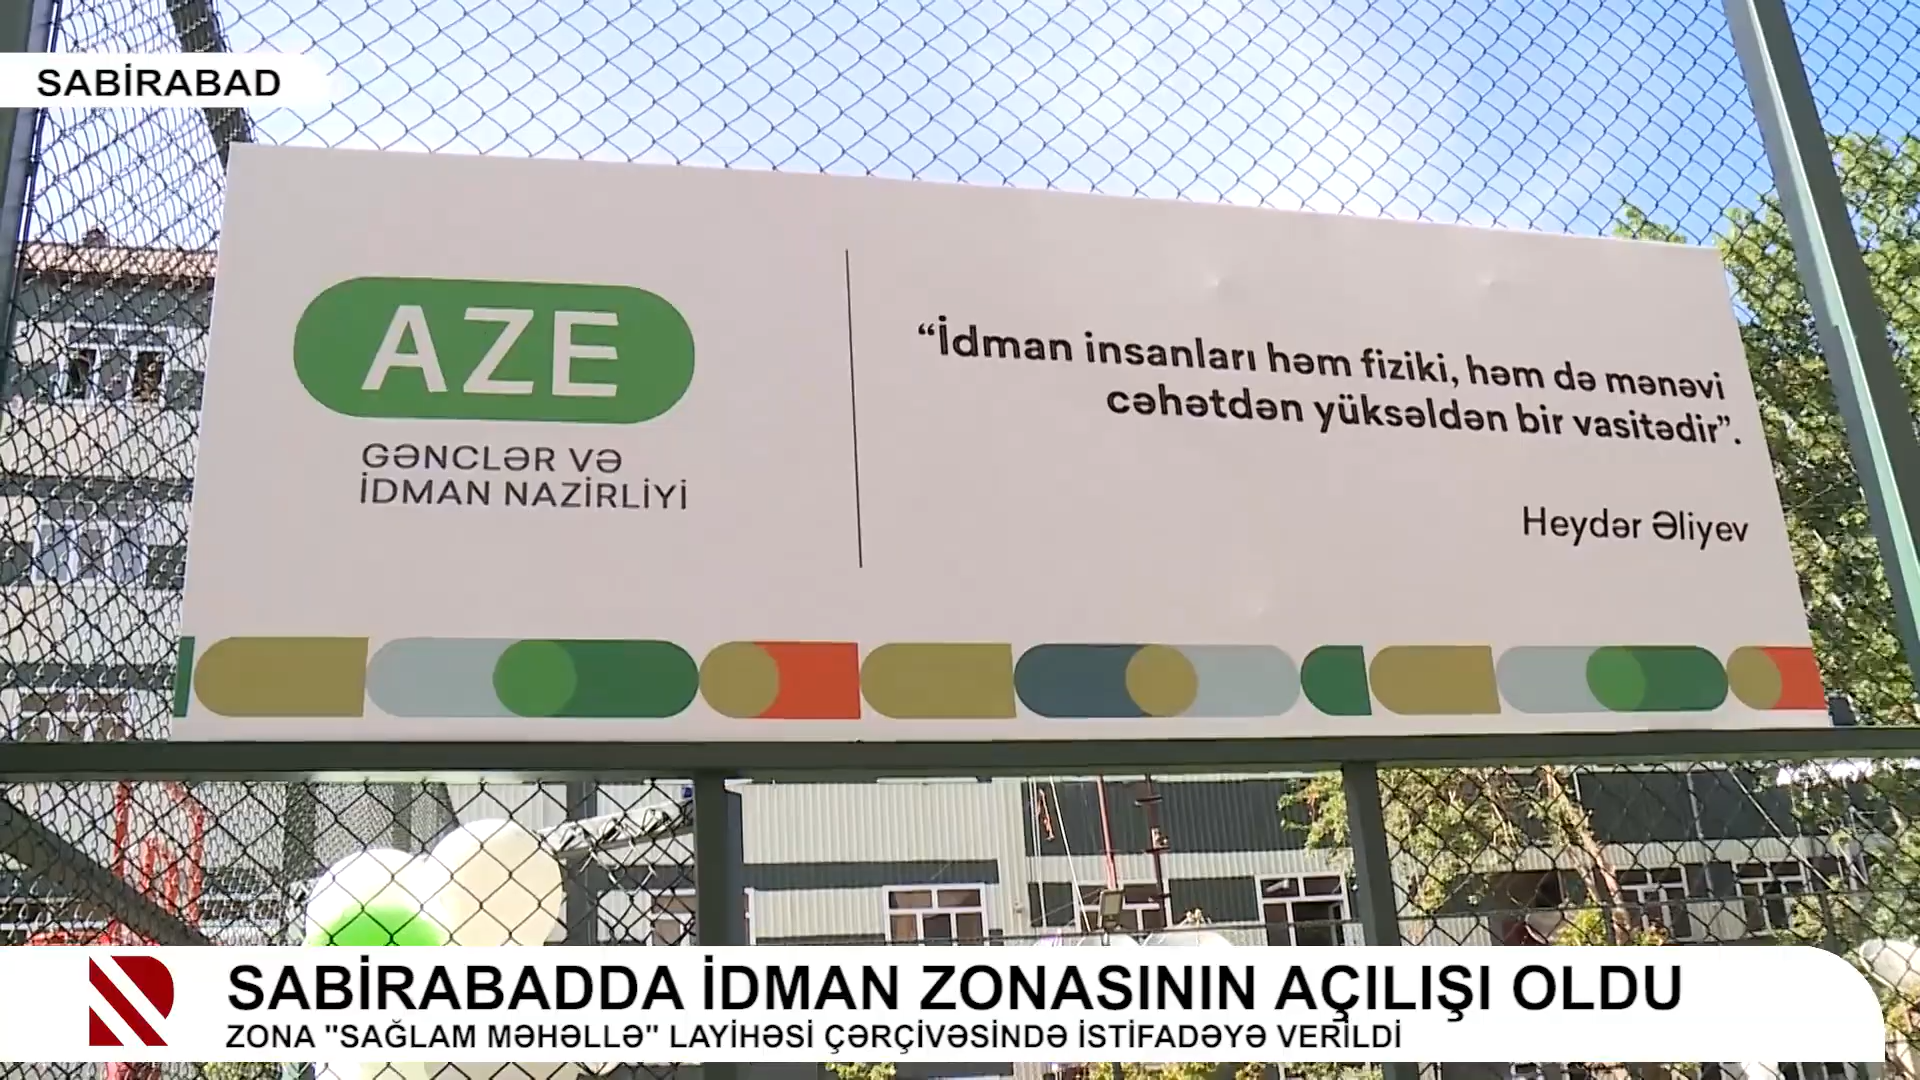 SABİRABAD
AZE
GƏNCLƏR VƏ
İDMAN NAZİRLİYİ
“İdman insanları həm fiziki, həm də mənəvi
cəhətdən yüksəldən bir vasitədir”.
Heydər Əliyev
SABİRABADDA İDMAN ZONASININ AÇILIŞI OLDU
ZONA "SAĞLAM MƏHƏLLƏ" LAYİHƏSİ ÇƏRÇİVƏSİNDƏ İSTİFADƏYƏ VERİLDİ